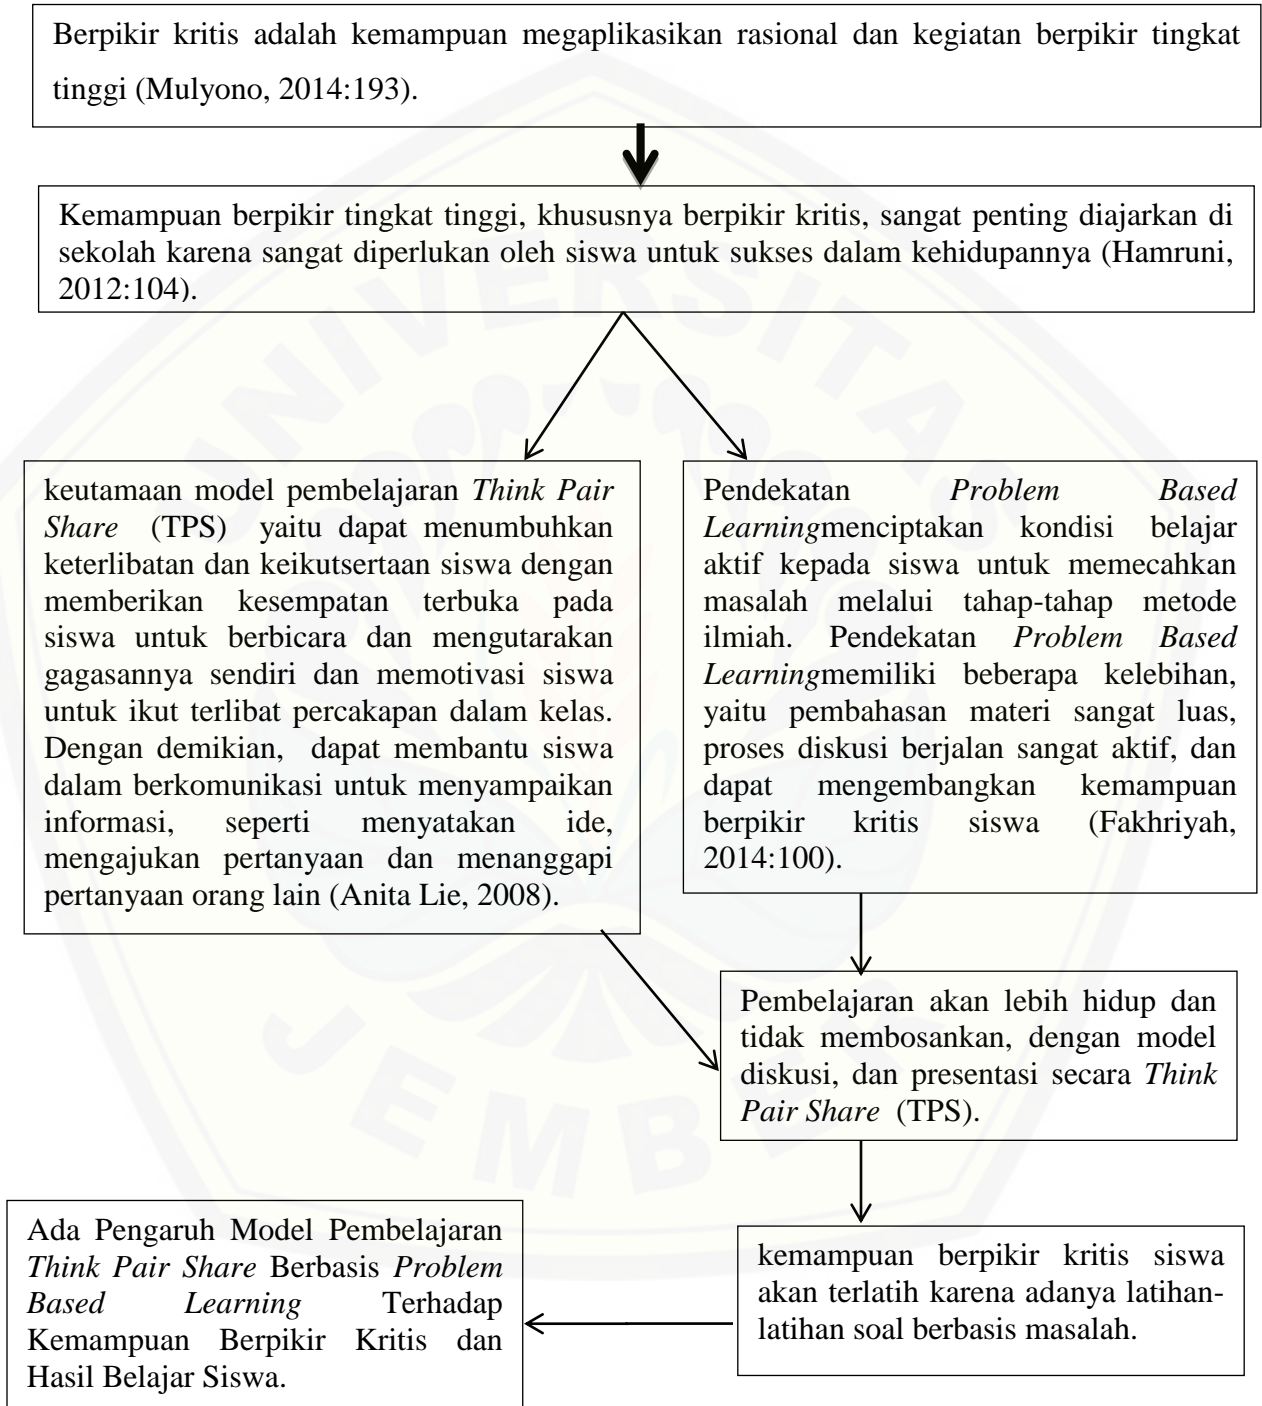 Berpikir kritis adalah kemampuan megaplikasikan rasional dan kegiatan berpikir tingkat
tinggi (Mulyono, 2014:193).
Kemampuan berpikir tingkat tinggi, khususnya berpikir kritis, sangat penting diajarkan di
sekolah karena sangat diperlukan oleh siswa untuk sukses dalam kehidupannya (Hamruni,
2012:104).
keutamaan model pembelajaran Think Pair
Share (TPS) yaitu dapat menumbuhkan
keterlibatan dan keikutsertaan siswa dengan
memberikan kesempatan terbuka pada
siswa untuk berbicara dan mengutarakan
gagasannya sendiri dan memotivasi siswa
untuk ikut terlibat percakapan dalam kelas.
Dengan demikian, dapat membantu siswa
dalam berkomunikasi untuk menyampaikan
informasi, seperti menyatakan ide,
mengajukan pertanyaan dan menanggapi
pertanyaan orang lain (Anita Lie, 2008).
Pendekatan Problem Based
Learningmenciptakan kondisi belajar
aktif kepada siswa untuk memecahkan
masalah melalui tahap-tahap metode
ilmiah. Pendekatan Problem Based
Learningmemiliki beberapa kelebihan,
yaitu pembahasan materi sangat luas,
proses diskusi berjalan sangat aktif, dan
dapat mengembangkan kemampuan
berpikir kritis siswa (Fakhriyah,
2014:100).
Pembelajaran akan lebih hidup dan
tidak membosankan, dengan model
diskusi, dan presentasi secara Think
Pair Share (TPS).
kemampuan berpikir kritis siswa
akan terlatih karena adanya latihan-
latihan soal berbasis masalah.
Ada Pengaruh Model Pembelajaran
Think Pair Share Berbasis Problem
Based Learning Terhadap
Kemampuan Berpikir Kritis dan
Hasil Belajar Siswa.
UNIVERSITAS
JEMBER